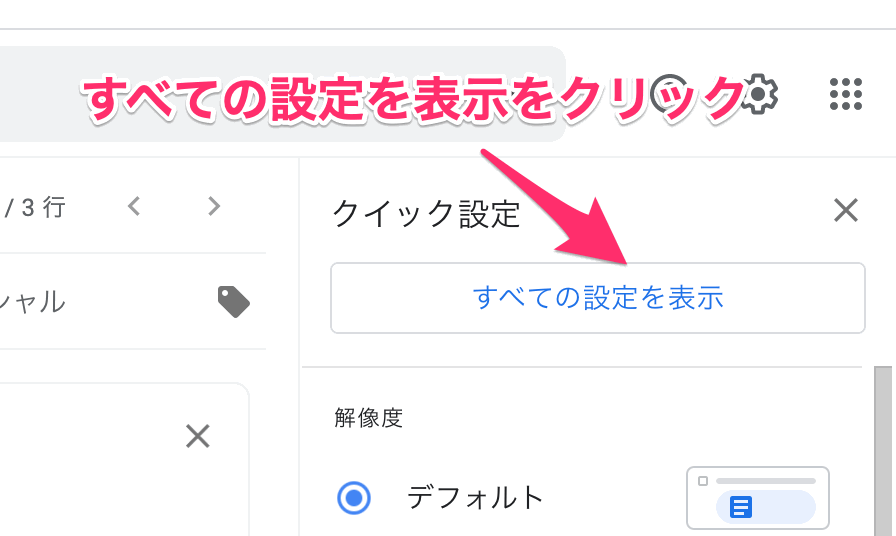 すべての設定を表示をクリック
/ 3 行
クイック設定
すべての設定を表示
シャル
解像度
デフォルト